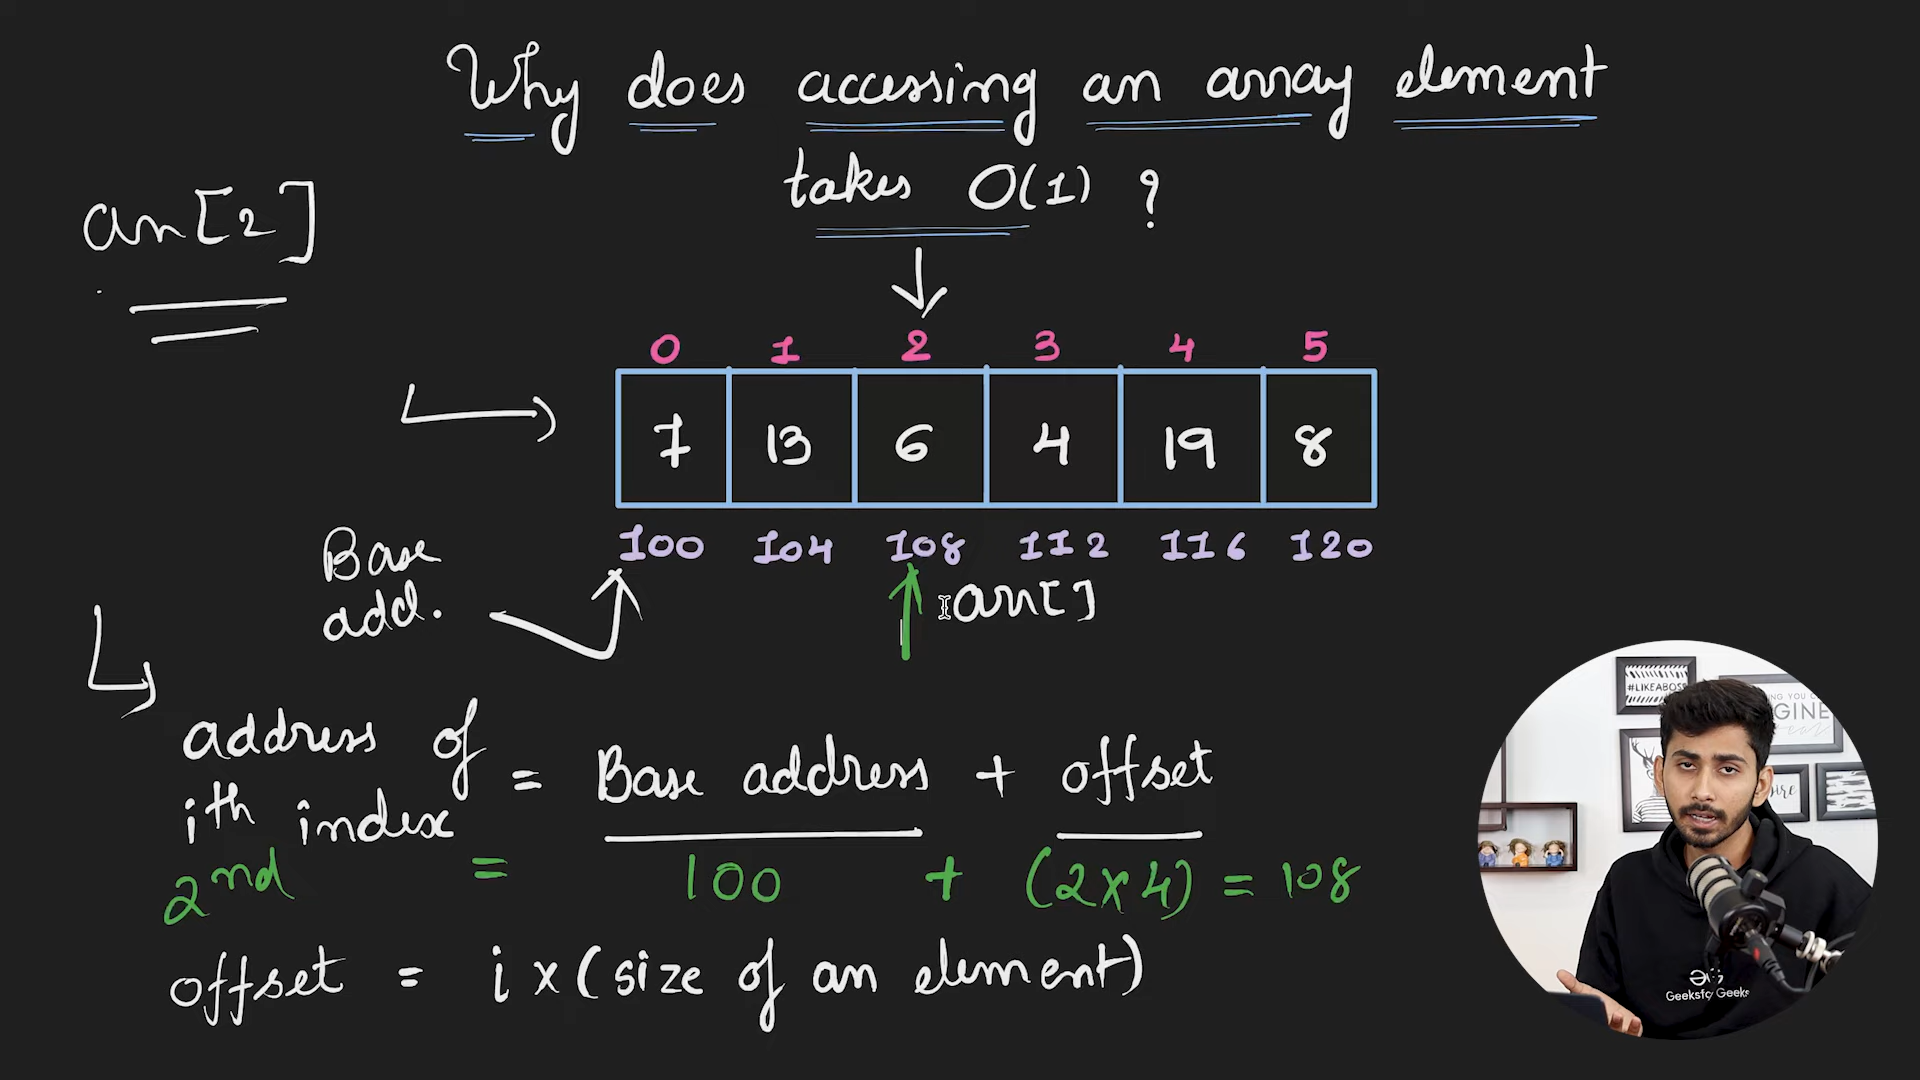 Why does accessing an array element
takes O(1) ?
arr[2]
0 1 2 3 4 5
7 13 6 4 19 8
100 104 108 112 116 120
Base
add.
arr[]
address of
ith index = Base address + offset
2nd = 100 + (2x4) = 108
offset = i x (size of an element)
#LIKEABOSS
GeeksforGeeks